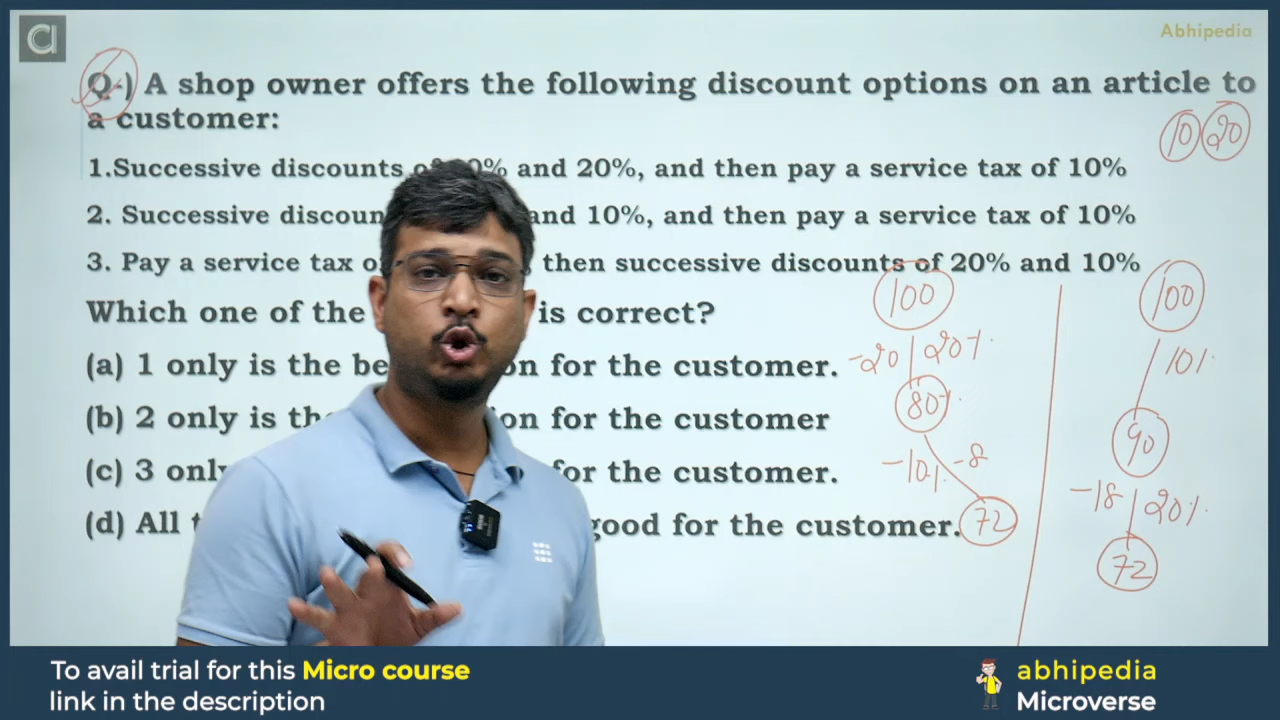 Abhipedia
Q.) A shop owner offers the following discount options on an article to
a customer:
10 20
1.Successive discounts of 10% and 20%, and then pay a service tax of 10%
2. Successive and 10%, and then pay a service tax of 10%
3. Pay a service tax then successive discounts of 20% and 10%
Which one of the is correct?
(a) 1 only is the for the customer.
(b) 2 only is the for the customer
(c) 3 only for the customer.
(d) All good for the customer.
100
-20 20%
80%
-10% -8
72
100
10%
90
-18 20%
72
To avail trial for this Micro course
link in the description
abhipedia
Microverse